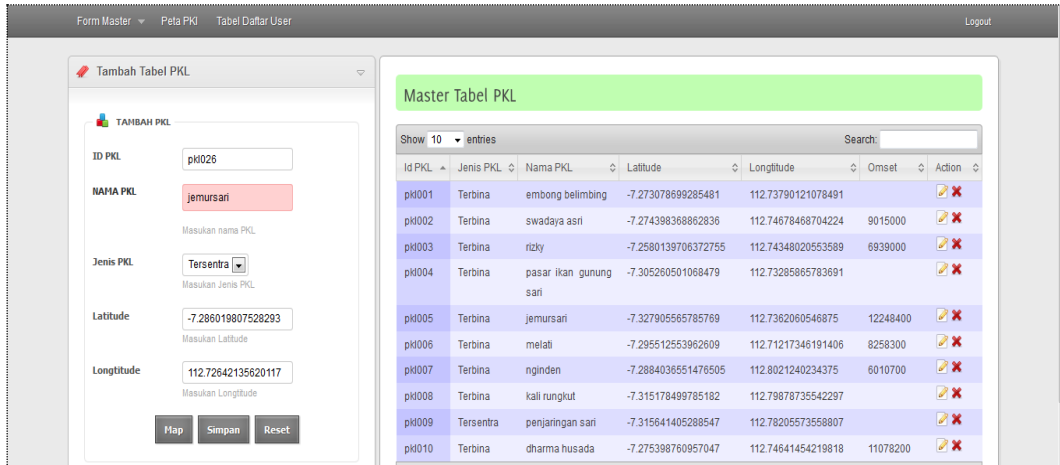 Form Master Peta PKl Tabel Daftar User Logout
Tambah Tabel PKL
TAMBAH PKL
ID PKL pkl026
NAMA PKL jemursari
Masukan nama PKL
Jenis PKL Tersentra
Masukan Jenis PKL
Latitude -7.286019807528293
Masukan Latitude
Longtitude 112.72642135620117
Masukan Longtitude
Map Simpan Reset
Master Tabel PKL
Show 10 entries Search:
Id PKL Jenis PKL Nama PKL Latitude Longtitude Omset Action
pkl001 Terbina embong belimbing -7.273078699285481 112.73790121078491
pkl002 Terbina swadaya asri -7.274398368862836 112.74678468704224 9015000
pkl003 Terbina rizky -7.2580139706372755 112.74348020553589 6939000
pkl004 Terbina pasar ikan gunung -7.305260501068479 112.73285865783691
sari
pkl005 Terbina jemursari -7.327905565785769 112.7362060546875 12248400
pkl006 Terbina melati -7.295512553962609 112.71217346191406 8258300
pkl007 Terbina nginden -7.2884036551476505 112.8021240234375 6010700
pkl008 Terbina kali rungkut -7.315178499785182 112.79878735542297
pkl009 Tersentra penjaringan sari -7.315641405288547 112.78205573558807
pkl010 Terbina dharma husada -7.275398760957047 112.74641454219818 11078200